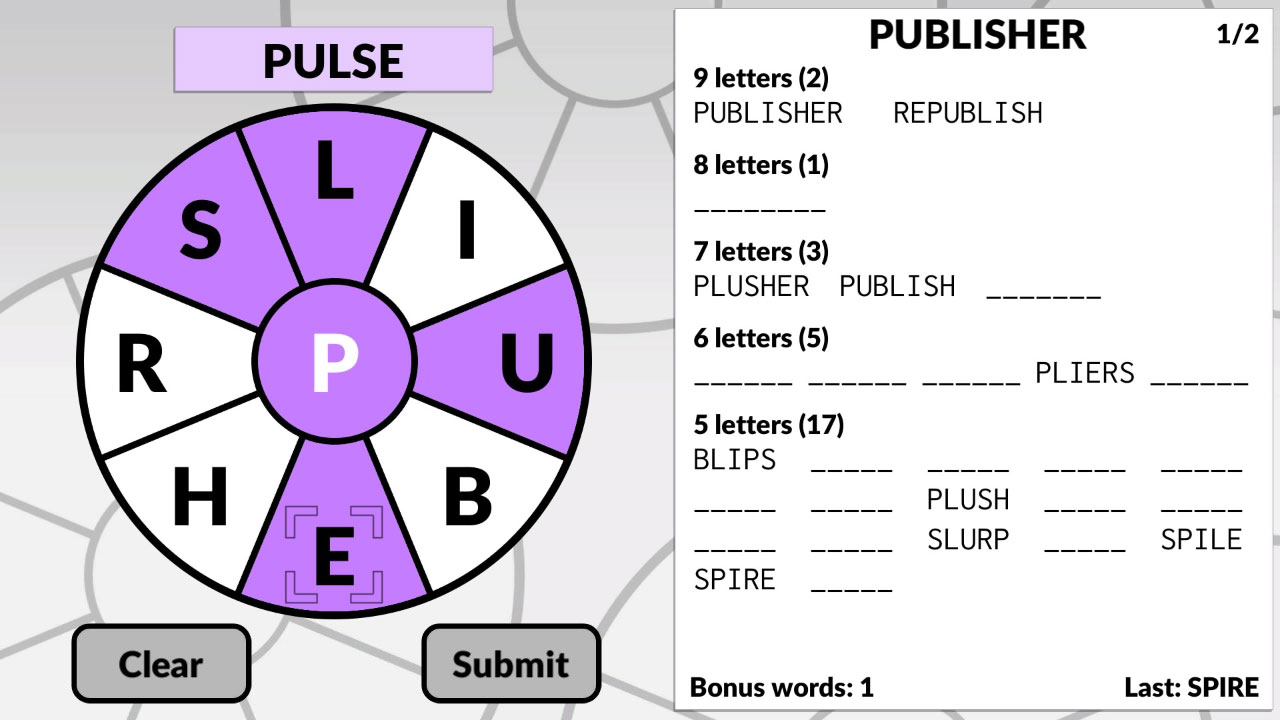 PULSE
L
S
I
R
P
U
H
B
E
Clear
Submit
PUBLISHER
1/2
9 letters (2)
PUBLISHER REPUBLISH
8 letters (1)
________
7 letters (3)
PLUSHER PUBLISH _______
6 letters (5)
______ ______ ______ PLIERS ______
5 letters (17)
BLIPS _____ _____ _____ _____
_____ _____ PLUSH _____ _____
_____ _____ SLURP _____ SPILE
SPIRE _____
Bonus words: 1
Last: SPIRE